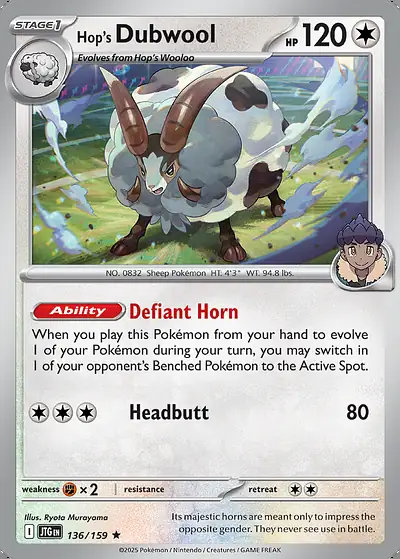 STAGE1
Hop's Dubwool HP 120
Evolves from Hop's Wooloo
NO. 0832 Sheep Pokémon HT. 4'3" WT. 94.8 lbs.
Ability Defiant Horn
When you play this Pokémon from your hand to evolve
1 of your Pokémon during your turn, you may switch in
1 of your opponent's Benched Pokémon to the Active Spot.
Headbutt 80
weakness × 2 resistance retreat
Illus. Ryota Murayama
I JTG EN 136/159 ★
Its majestic horns are meant only to impress the
opposite gender. They never see use in battle.
©2025 Pokémon / Nintendo / Creatures / GAME FREAK